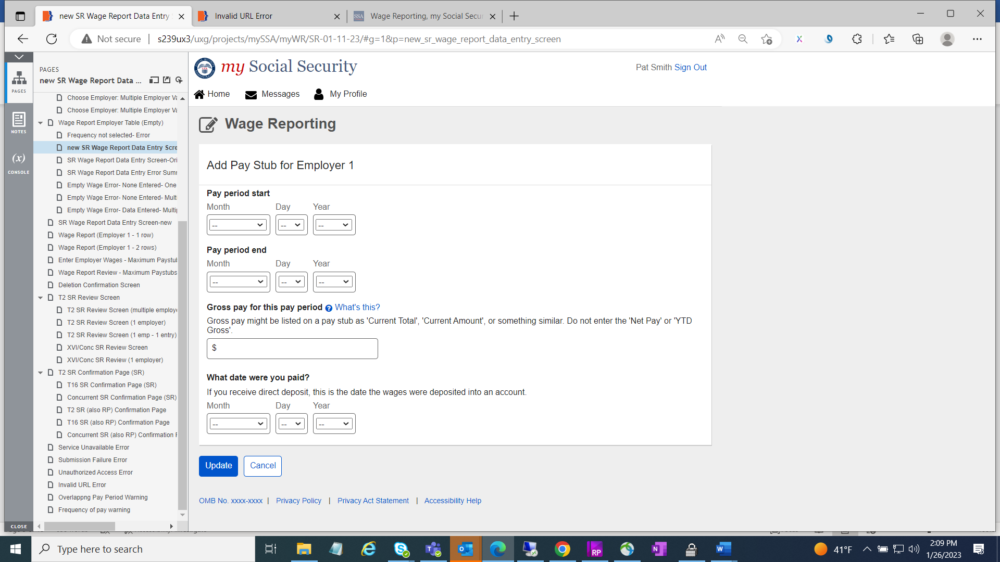 new SR Wage Report Data Entry
Invalid URL Error
SSA
Wage Reporting, my Social Secur
Not secure
s239ux3/uxg/projects/mySSA/myWR/SR-01-11-23/#g=1&p=new_sr_wage_report_data_entry_screen
PAGES
NOTES
(x)
CONSOLE
CLOSE
PAGES
new SR Wage Report Data ...
Choose Employer: Multiple Employer Va
Choose Employer: Multiple Employer Va
Wage Report Employer Table (Empty)
Frequency not selected- Error
new SR Wage Report Data Entry Scre
SR Wage Report Data Entry Screen-Ori
SR Wage Report Data Entry Error Sum
Empty Wage Error- None Entered- One
Empty Wage Error- None Entered- Mult
Empty Wage Error- Data Entered- Multip
SR Wage Report Data Entry Screen-new
Wage Report (Employer 1 - 1 row)
Wage Report (Employer 1 - 2 rows)
Enter Employer Wages - Maximum Paystub
Wage Report Review - Maximum Paystubs
Deletion Confirmation Screen
T2 SR Review Screen
T2 SR Review Screen (multiple employe
T2 SR Review Screen (1 employer)
T2 SR Review Screen (1 emp - 1 entry)
XVI/Conc SR Review Screen
XVI/Conc SR Review (1 employer)
T2 SR Confirmation Page (SR)
T16 SR Confirmation Page (SR)
Concurrent SR Confirmation Page (SR)
T2 SR (also RP) Confirmation Page
T16 SR (also RP) Confirmation Page
Concurrent SR (also RP) Confirmation P
Service Unavailable Error
Submission Failure Error
Unauthorized Access Error
Invalid URL Error
Overlappng Pay Period Warning
Frequency of pay warning
my Social Security
Pat Smith Sign Out
Home Messages My Profile
Wage Reporting
Add Pay Stub for Employer 1
Pay period start
Month Day Year
-- -- --
Pay period end
Month Day Year
-- -- --
Gross pay for this pay period ? What's this?
Gross pay might be listed on a pay stub as 'Current Total', 'Current Amount', or something similar. Do not enter the 'Net Pay' or 'YTD
Gross'.
$
What date were you paid?
If you receive direct deposit, this is the date the wages were deposited into an account.
Month Day Year
-- -- --
Update Cancel
OMB No. xxxx-xxxx | Privacy Policy | Privacy Act Statement | Accessibility Help
Type here to search
RP
41°F
2:09 PM
1/26/2023